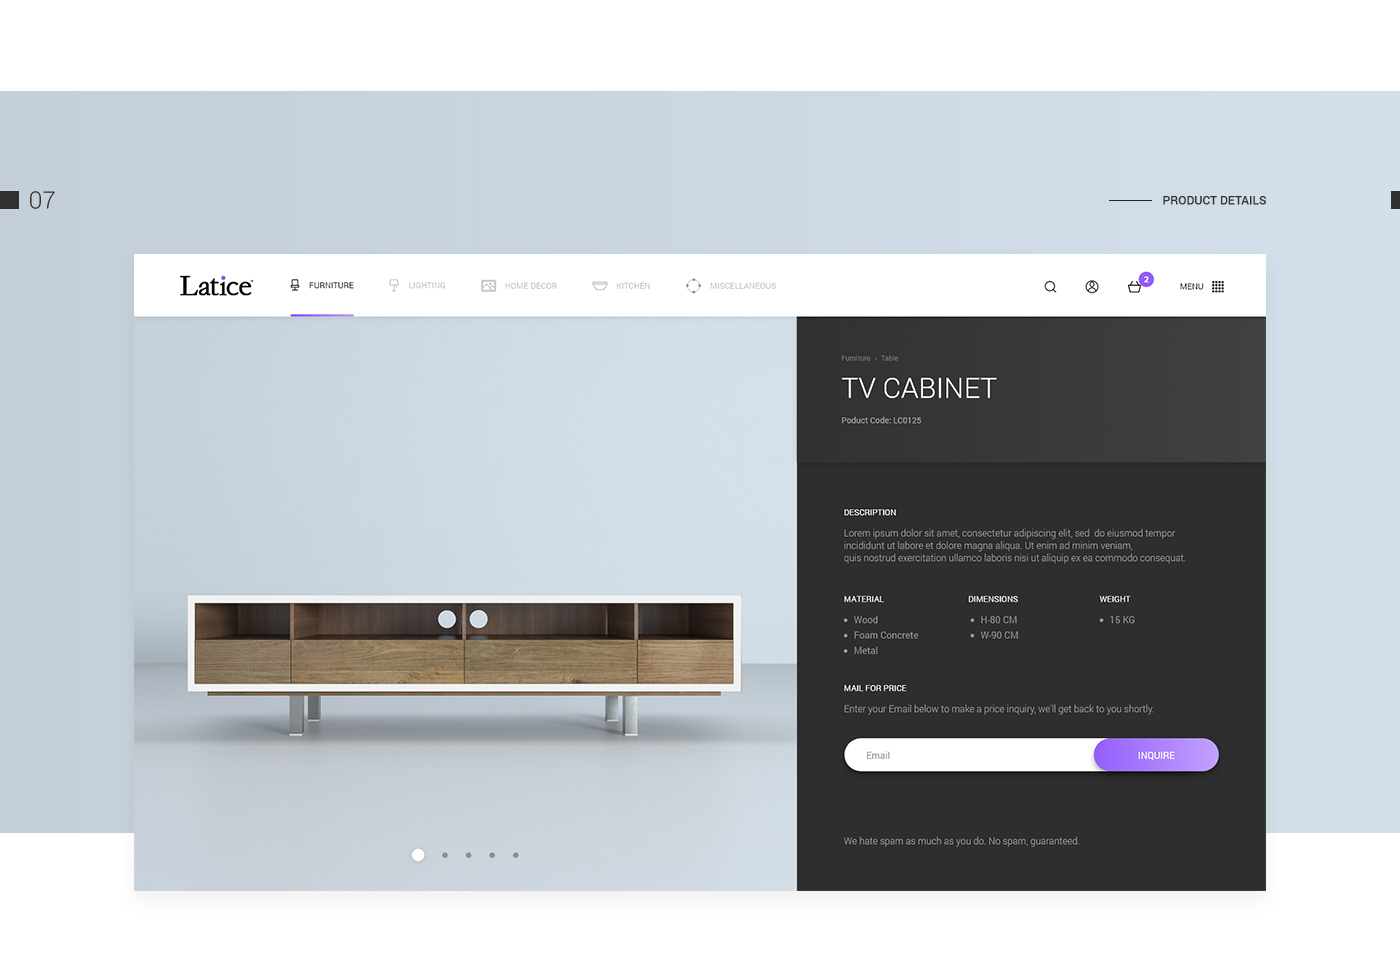 07
PRODUCT DETAILS
Latice
FURNITURE
LIGHTING
HOME DECOR
KITCHEN
MISCELLANEOUS
2
MENU
Furniture > Table
TV CABINET
Poduct Code: LC0125
DESCRIPTION
Lorem ipsum dolor sit amet, consectetur adipiscing elit, sed do eiusmod tempor
incididunt ut labore et dolore magna aliqua. Ut enim ad minim veniam,
quis nostrud exercitation ullamco laboris nisi ut aliquip ex ea commodo consequat.
MATERIAL
Wood
Foam Concrete
Metal
DIMENSIONS
H-80 CM
W-90 CM
WEIGHT
15 KG
MAIL FOR PRICE
Enter your Email below to make a price inquiry, we'll get back to you shortly.
Email
INQUIRE
We hate spam as much as you do. No spam, guaranteed.